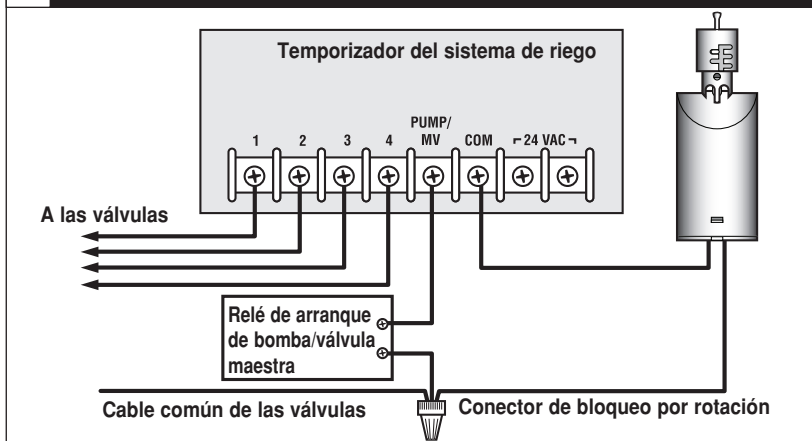 Temporizador del sistema de riego
PUMP/
1 2 3 4 MV COM 24 VAC
A las válvulas
Relé de arranque
de bomba/válvula
maestra
Cable común de las válvulas
Conector de bloqueo por rotación